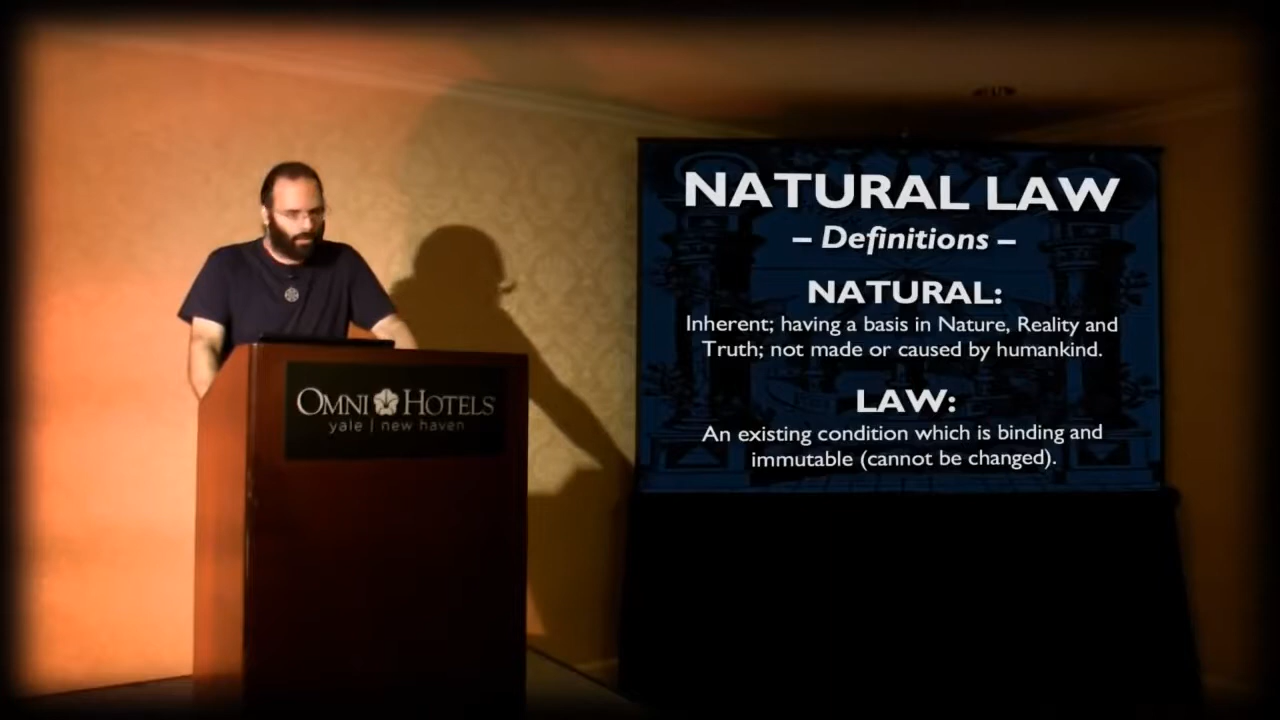 OMNI HOTELS
yale | new haven
NATURAL LAW
– Definitions –
NATURAL:
Inherent; having a basis in Nature, Reality and
Truth; not made or caused by humankind.
LAW:
An existing condition which is binding and
immutable (cannot be changed).